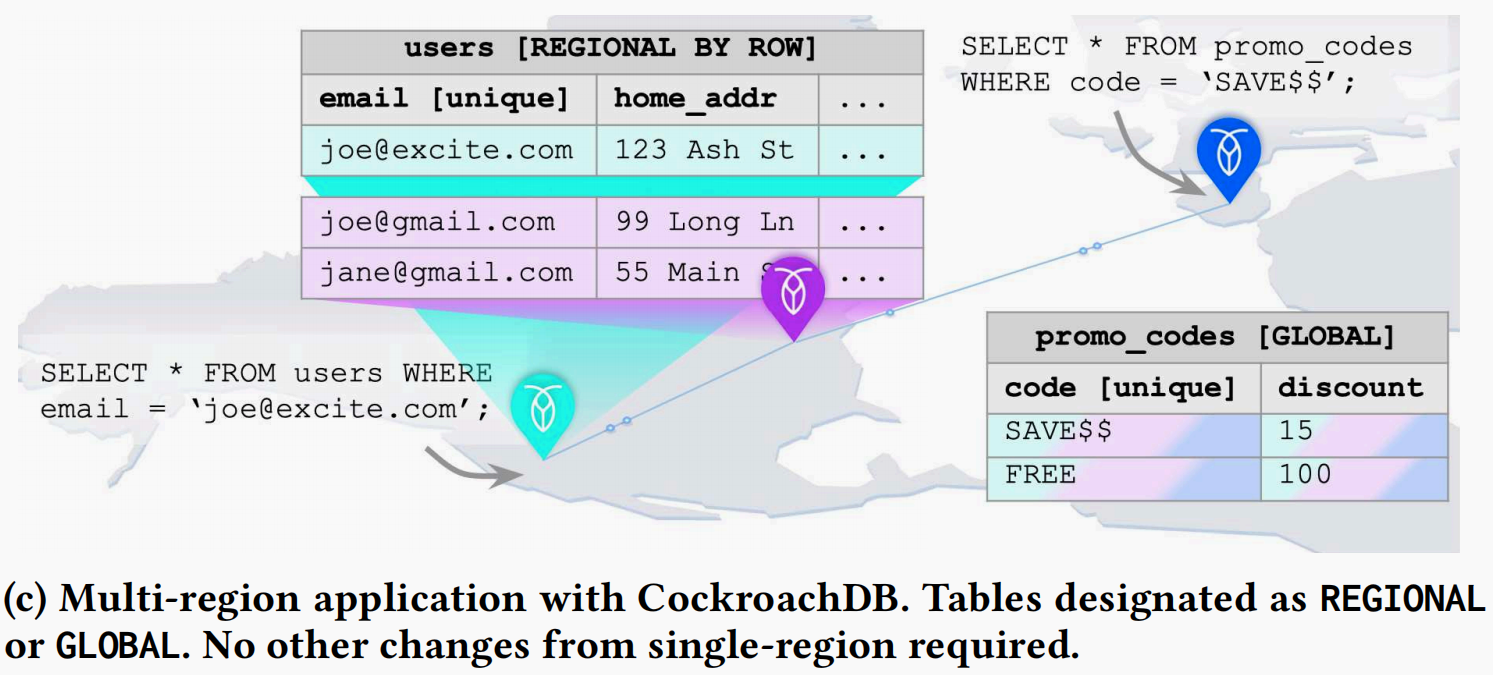 users [REGIONAL BY ROW]
email [unique] home_addr ...
joe@excite.com 123 Ash St ...
joe@gmail.com 99 Long Ln ...
jane@gmail.com 55 Main ...
SELECT * FROM promo_codes
WHERE code = ‘SAVE$$’;
SELECT * FROM users WHERE
email = ‘joe@excite.com’;
promo_codes [GLOBAL]
code [unique] discount
SAVE$$ 15
FREE 100
(c) Multi-region application with CockroachDB. Tables designated as REGIONAL
or GLOBAL. No other changes from single-region required.